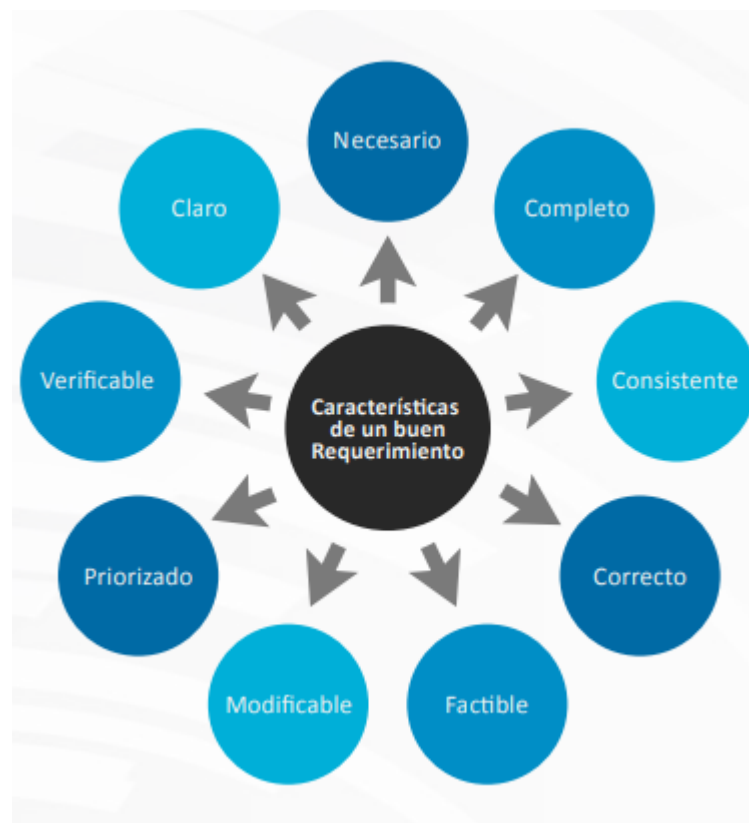 Necesario
Completo
Claro
Consistente
Verificable
Características
de un buen
Requerimiento
Priorizado
Correcto
Modificable
Factible